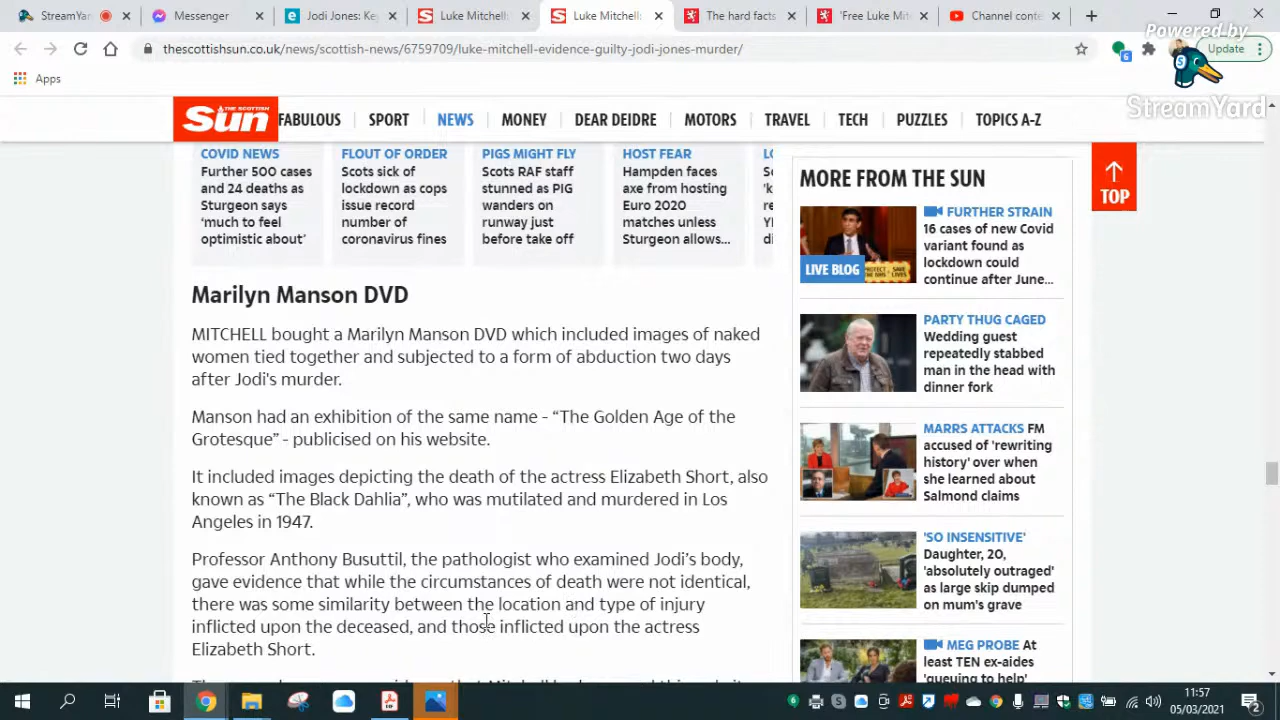 Powered by
StreamYard
Messenger
Jodi Jones: Ke
Luke Mitchell
Luke Mitchell:
The hard facts
'Free Luke Mi
Channel cont
thescottishsun.co.uk/news/scottish-news/6759709/luke-mitchell-evidence-guilty-jodi-jones-murder/
6
Update
Apps
THE SCOTTISH
Sun
FABULOUS
SPORT
NEWS
MONEY
DEAR DEIDRE
MOTORS
TRAVEL
TECH
PUZZLES
TOPICS A-Z
COVID NEWS
Further 500 cases
and 24 deaths as
Sturgeon says
'much to feel
optimistic about'
FLOUT OF ORDER
Scots sick of
lockdown as cops
issue record
number of
coronavirus fines
PIGS MIGHT FLY
Scots RAF staff
stunned as PIG
wanders on
runway just
before take off
HOST FEAR
Hampden faces
axe from hosting
Euro 2020
matches unless
Sturgeon allows...
Marilyn Manson DVD
MITCHELL bought a Marilyn Manson DVD which included images of naked
women tied together and subjected to a form of abduction two days
after Jodi's murder.
Manson had an exhibition of the same name - “The Golden Age of the
Grotesque” - publicised on his website.
It included images depicting the death of the actress Elizabeth Short, also
known as “The Black Dahlia”, who was mutilated and murdered in Los
Angeles in 1947.
Professor Anthony Busuttil, the pathologist who examined Jodi’s body,
gave evidence that while the circumstances of death were not identical,
there was some similarity between the location and type of injury
inflicted upon the deceased, and those inflicted upon the actress
Elizabeth Short.
MORE FROM THE SUN
LIVE BLOG
FURTHER STRAIN
16 cases of new Covid
variant found as
lockdown could
continue after June...
PARTY THUG CAGED
Wedding guest
repeatedly stabbed
man in the head with
dinner fork
MARRS ATTACKS FM
accused of 'rewriting
history' over when
she learned about
Salmond claims
'SO INSENSITIVE'
Daughter, 20,
'absolutely outraged'
as large skip dumped
on mum's grave
MEG PROBE At
least TEN ex-aides
'queuing to help'
TOP
11:57
05/03/2021
2